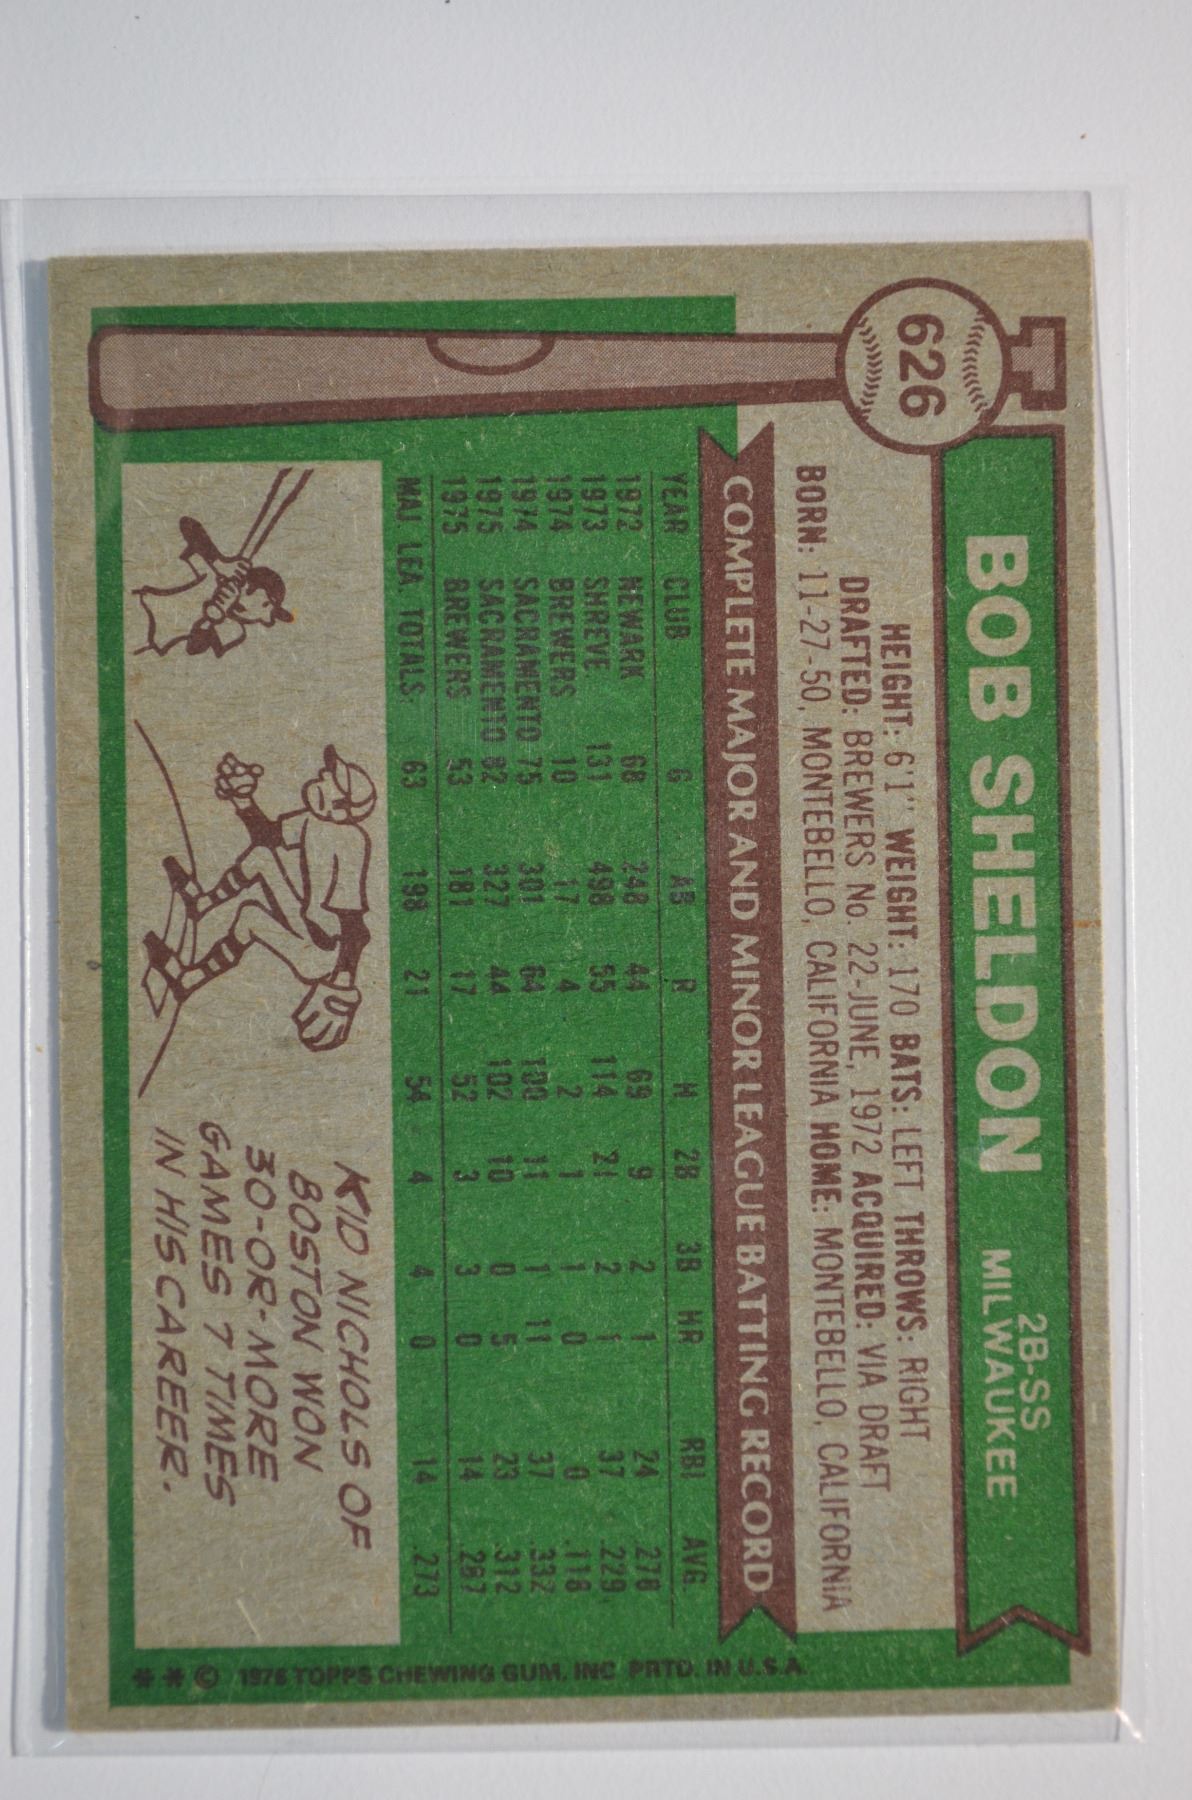 626
BOB SHELDON
2B-SS
MILWAUKEE
HEIGHT: 6'1" WEIGHT: 170 BATS: LEFT THROWS: RIGHT
DRAFTED: BREWERS No. 22-JUNE, 1972 ACQUIRED: VIA DRAFT
BORN: 11-27-50, MONTEBELLO, CALIFORNIA HOME: MONTEBELLO, CALIFORNIA
COMPLETE MAJOR AND MINOR LEAGUE BATTING RECORD
YEAR CLUB G AB R H 2B 3B HR RBI AVG.
1972 NEWARK 68 248 44 69 9 2 1 24 .278
1973 SHREVE 131 498 55 114 21 2 1 37 .229
1974 BREWERS 10 17 4 2 1 1 0 0 .118
1974 SACRAMENTO 75 301 64 100 11 1 11 37 .332
1975 SACRAMENTO 82 327 44 102 10 0 5 23 .312
1975 BREWERS 53 181 17 52 3 3 0 14 .287
MAJ. LEA. TOTALS 63 198 21 54 4 4 0 14 .273
KID NICHOLS OF
BOSTON WON
30-OR-MORE
GAMES 7 TIMES
IN HIS CAREER.
* * © 1976 TOPPS CHEWING GUM, INC. PRTD. IN U.S.A.